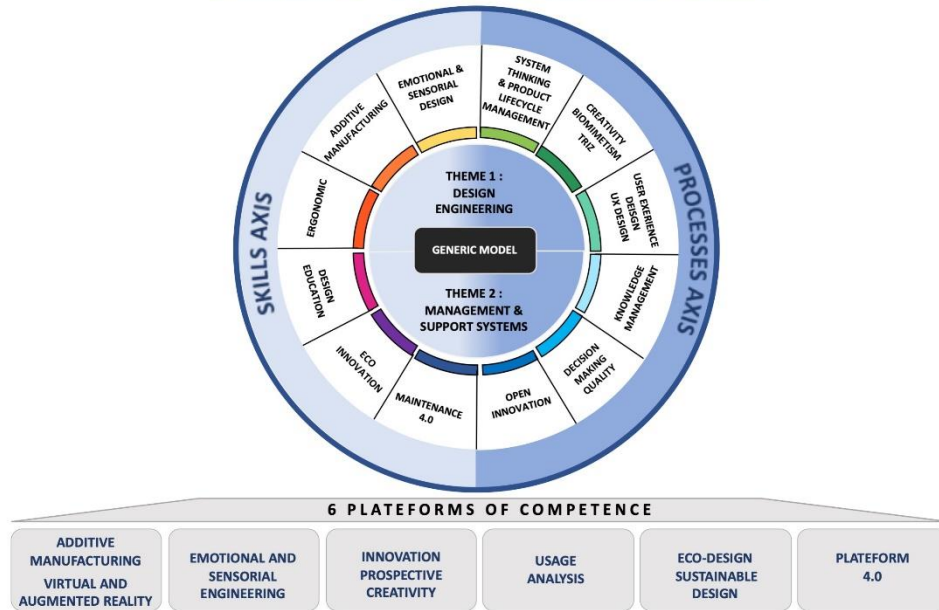 SKILLS AXIS
PROCESSES AXIS
EMOTIONAL &
SENSORIAL
DESIGN
SYSTEM
THINKING
& PRODUCT
LIFECYCLE
MANAGEMENT
CREATIVITY
BIOMIMETISM
TRIZ
USER EXERIENCE
DEISGN
UX DESIGN
KNOWLEDGE
MANAGEMENT
DECISION
MAKING
QUALITY
OPEN
INNOVATION
MAINTENANCE
4.0
ECO
INNOVATION
DESIGN
EDUCATION
ERGONOMIC
ADDITIVE
MANUFACTURING
THEME 1 :
DESIGN
ENGINEERING
GENERIC MODEL
THEME 2 :
MANAGEMENT &
SUPPORT SYSTEMS
6 PLATEFORMS OF COMPETENCE
ADDITIVE
MANUFACTURING
VIRTUAL AND
AUGMENTED REALITY
EMOTIONAL AND
SENSORIAL
ENGINEERING
INNOVATION
PROSPECTIVE
CREATIVITY
USAGE
ANALYSIS
ECO-DESIGN
SUSTAINABLE
DESIGN
PLATEFORM
4.0